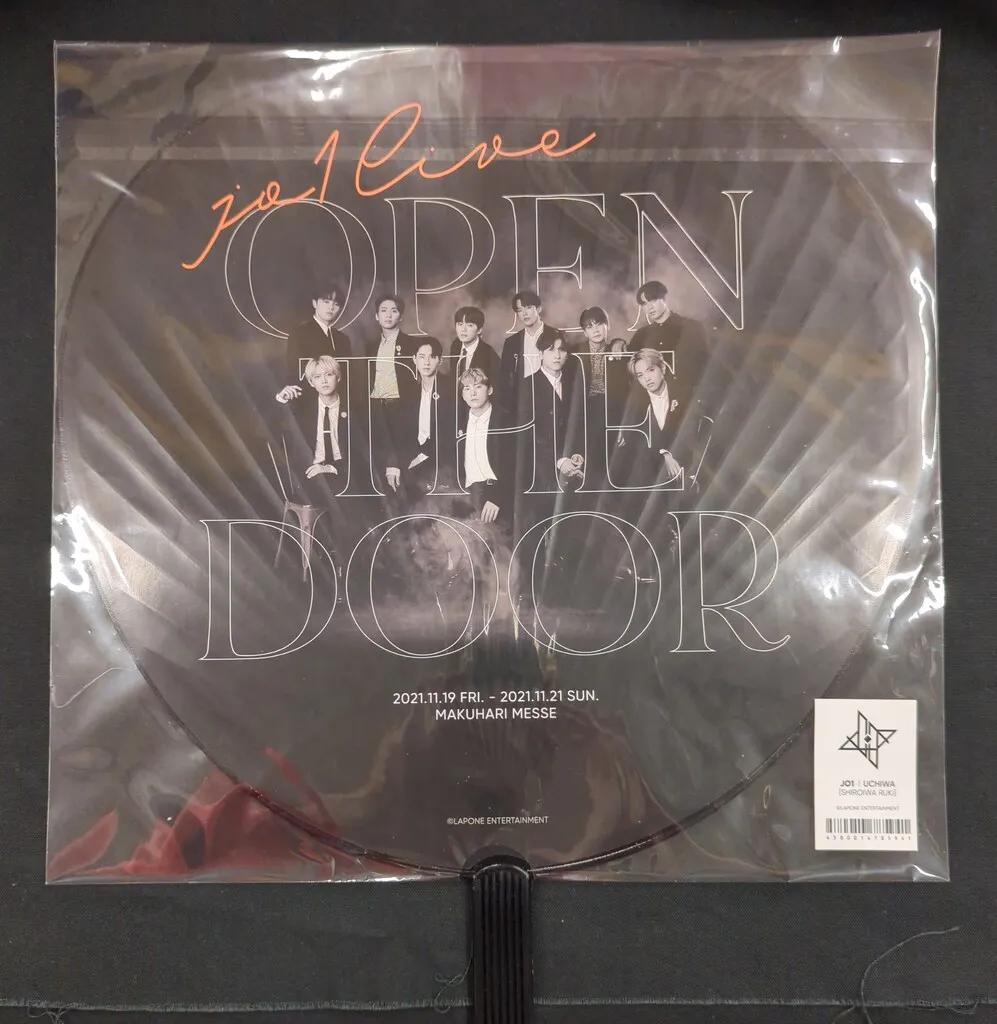 jo1 live
OPEN
THE
DOOR
2021.11.19 FRI. - 2021.11.21 SUN.
MAKUHARI MESSE
©LAPONE ENTERTAINMENT
JO1 | UCHIWA
[SHIROIWA RUKI]
©LAPONE ENTERTAINMENT